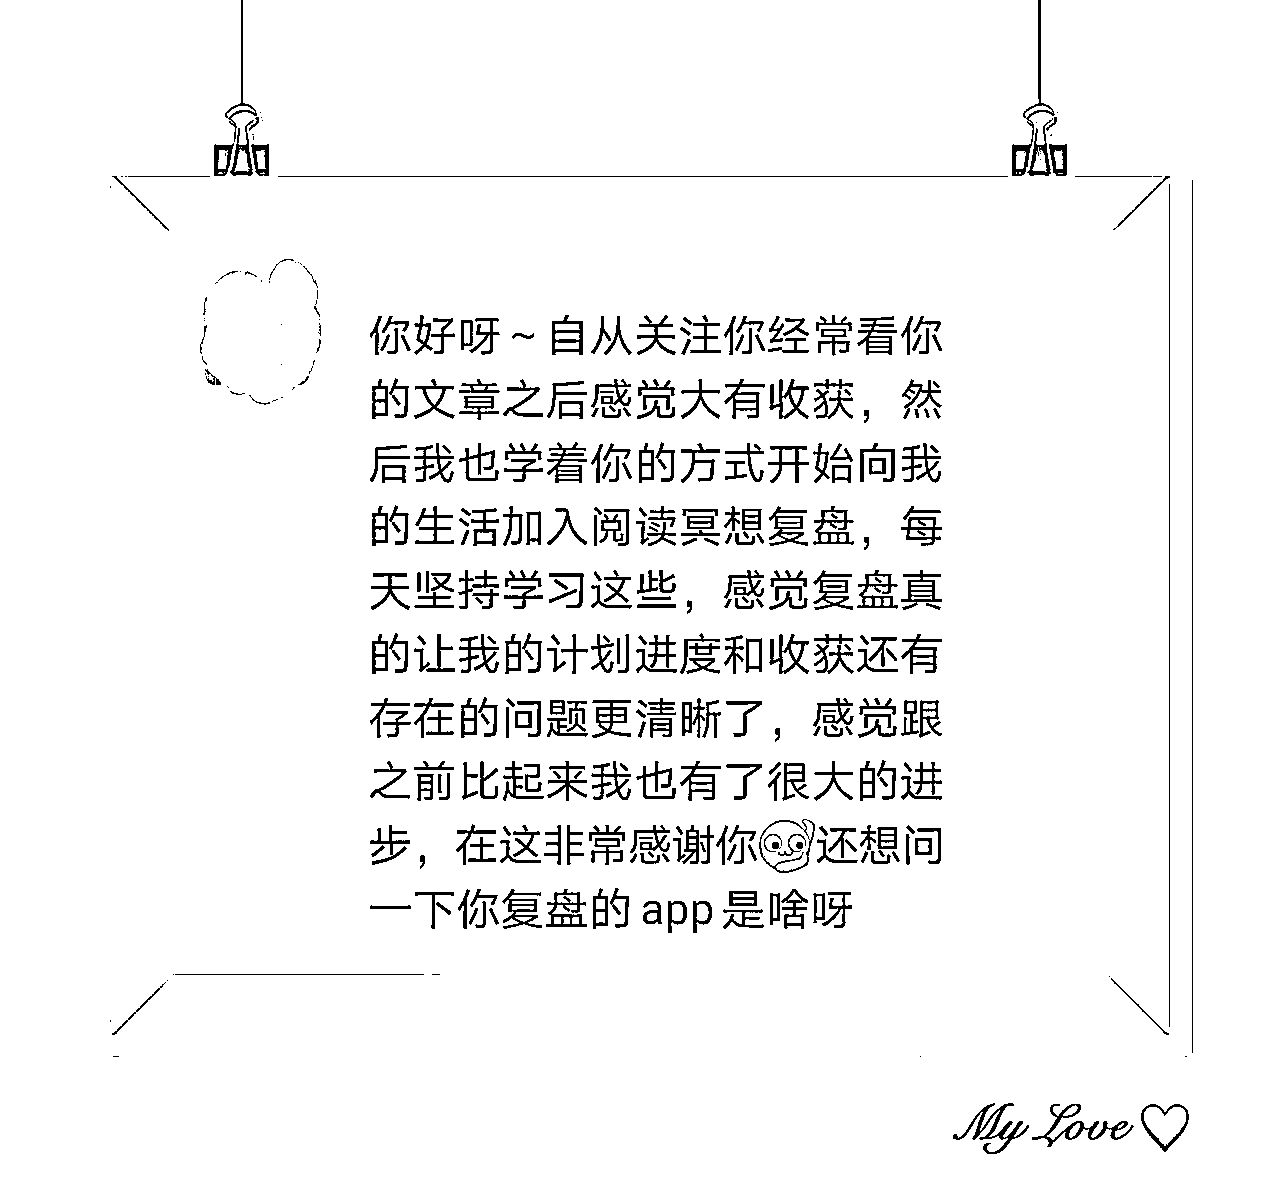 你好呀~自从关注你经常看你
的文章之后感觉大有收获，然
后我也学着你的方式开始向我
的生活加入阅读冥想复盘，每
天坚持学习这些，感觉复盘真
的让我的计划进度和收获还有
存在的问题更清晰了，感觉跟
之前比起来我也有了很大的进
步，在这非常感谢你还想问
一下你复盘的app是啥呀
My Love